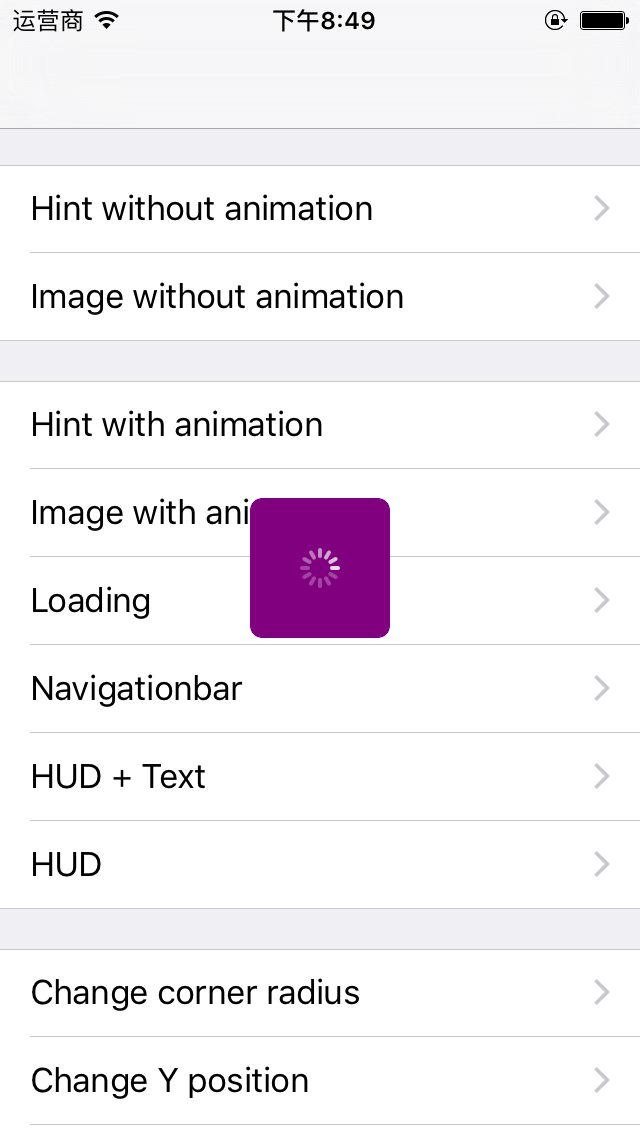 运营商 下午8:49
Hint without animation
Image without animation
Hint with animation
Image with ani
Loading
Navigationbar
HUD + Text
HUD
Change corner radius
Change Y position